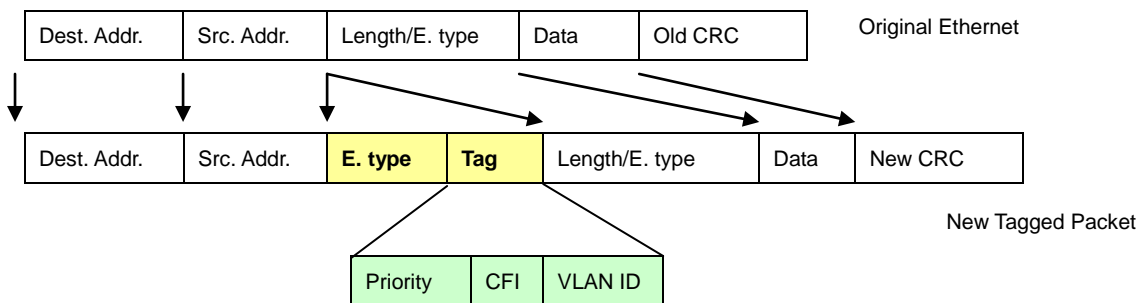 Dest. Addr. Src. Addr. Length/E. type Data Old CRC
Original Ethernet
Dest. Addr. Src. Addr. E. type Tag Length/E. type Data New CRC
New Tagged Packet
Priority CFI VLAN ID